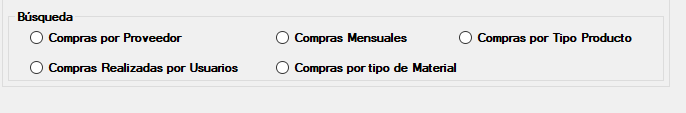 Búsqueda
Compras por Proveedor
Compras Mensuales
Compras por Tipo Producto
Compras Realizadas por Usuarios
Compras por tipo de Material